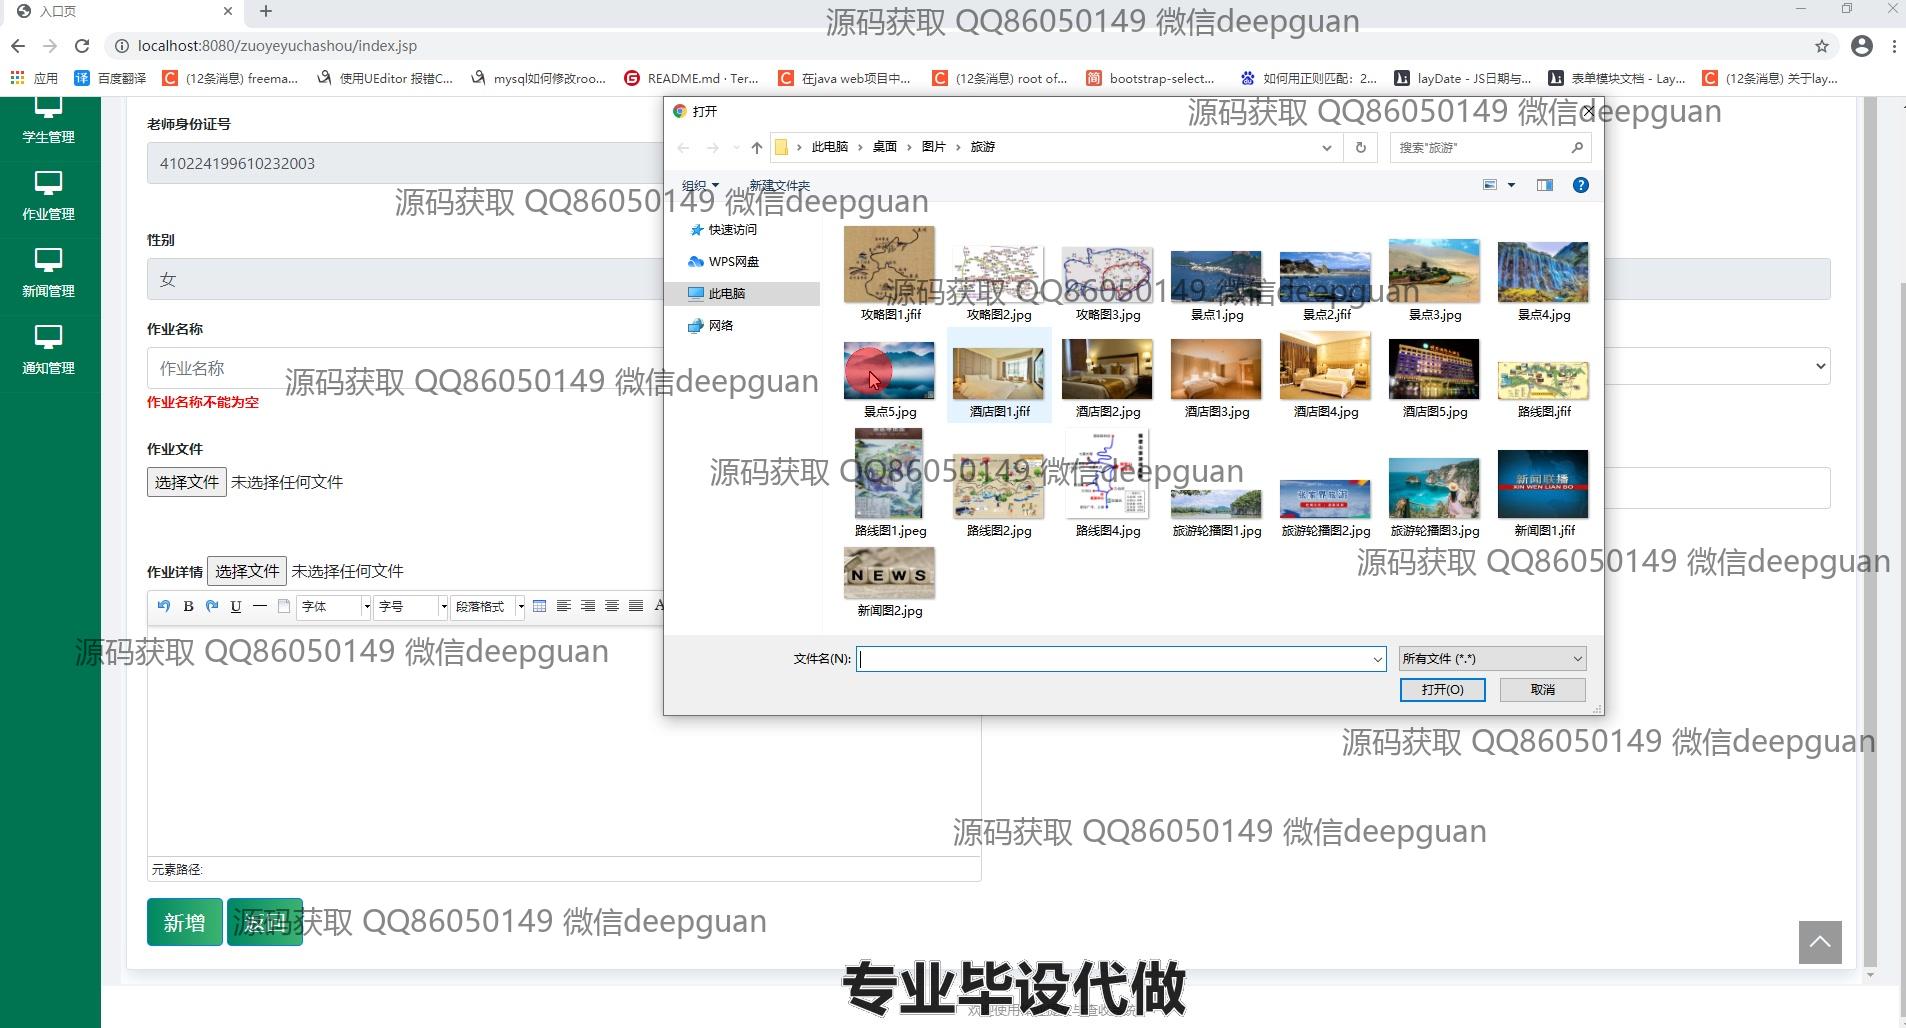 入口页
源码获取 QQ86050149 微信deepguan
localhost:8080/zuoyeyuchashou/index.jsp
应用
百度翻译
(12条消息) freema...
使用UEditor 报错C...
mysql如何修改roo...
README.md · Ter...
在java web项目中...
(12条消息) root of...
bootstrap-select...
如何用正则匹配：2...
layDate - JS日期与...
表单模块文档 - Lay...
(12条消息) 关于lay...
学生管理
作业管理
新闻管理
通知管理
老师身份证号
410224199610232003
源码获取 QQ86050149 微信deepguan
性别
女
作业名称
作业名称
源码获取 QQ86050149 微信deepguan
作业名称不能为空
作业文件
选择文件 未选择任何文件
作业详情 选择文件 未选择任何文件
B U 字体 字号 段落格式 A
源码获取 QQ86050149 微信deepguan
元素路径:
新增 返回
源码获取 QQ86050149 微信deepguan
打开
源码获取 QQ86050149 微信deepguan
此电脑 › 桌面 › 图片 › 旅游
搜索"旅游"
组织 新建文件夹
快速访问
WPS网盘
此电脑
网络
源码获取 QQ86050149 微信deepguan
攻略图1.jfif 攻略图2.jpg 攻略图3.jpg 景点1.jpg 景点2.jfif 景点3.jpg 景点4.jpg
景点5.jpg 酒店图1.jfif 酒店图2.jpg 酒店图3.jpg 酒店图4.jpg 酒店图5.jpg 路线图.jfif
源码获取 QQ86050149 微信deepguan
张家界旅游
新闻联播
XIN WEN LIAN BO
路线图1.jpeg 路线图2.jpg 路线图4.jpg 旅游轮播图1.jpg 旅游轮播图2.jpg 旅游轮播图3.jpg 新闻图1.jfif
NEWS
新闻图2.jpg
源码获取 QQ86050149 微信deepguan
文件名(N):
所有文件 (*.*)
打开(O) 取消
源码获取 QQ86050149 微信deepguan
源码获取 QQ86050149 微信deepguan
专业毕设代做